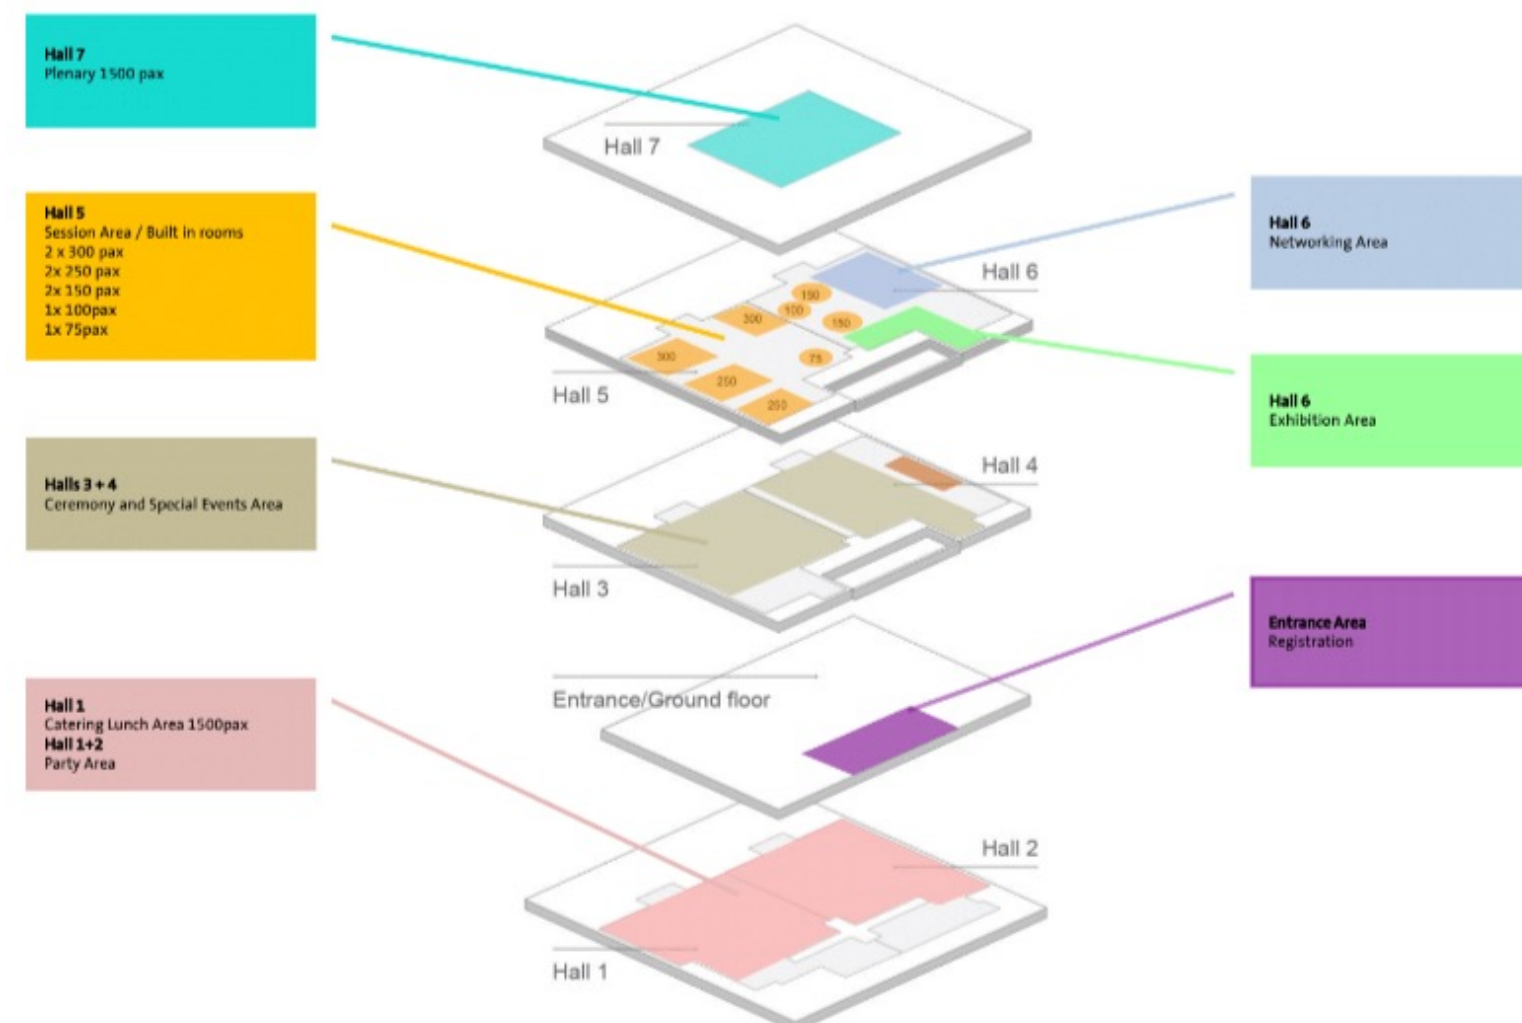 Hall 7
Plenary 1500 pax
Hall 7
Hall 5
Session Area / Built in rooms
2 x 300 pax
2x 250 pax
2x 150 pax
1x 100pax
1x 75pax
Hall 6
Networking Area
Hall 6
150
100
300
150
300
75
250
250
Hall 5
Hall 6
Exhibition Area
Halls 3 + 4
Ceremony and Special Events Area
Hall 4
Hall 3
Entrance Area
Registration
Entrance/Ground floor
Hall 1
Catering Lunch Area 1500pax
Hall 1+2
Party Area
Hall 2
Hall 1